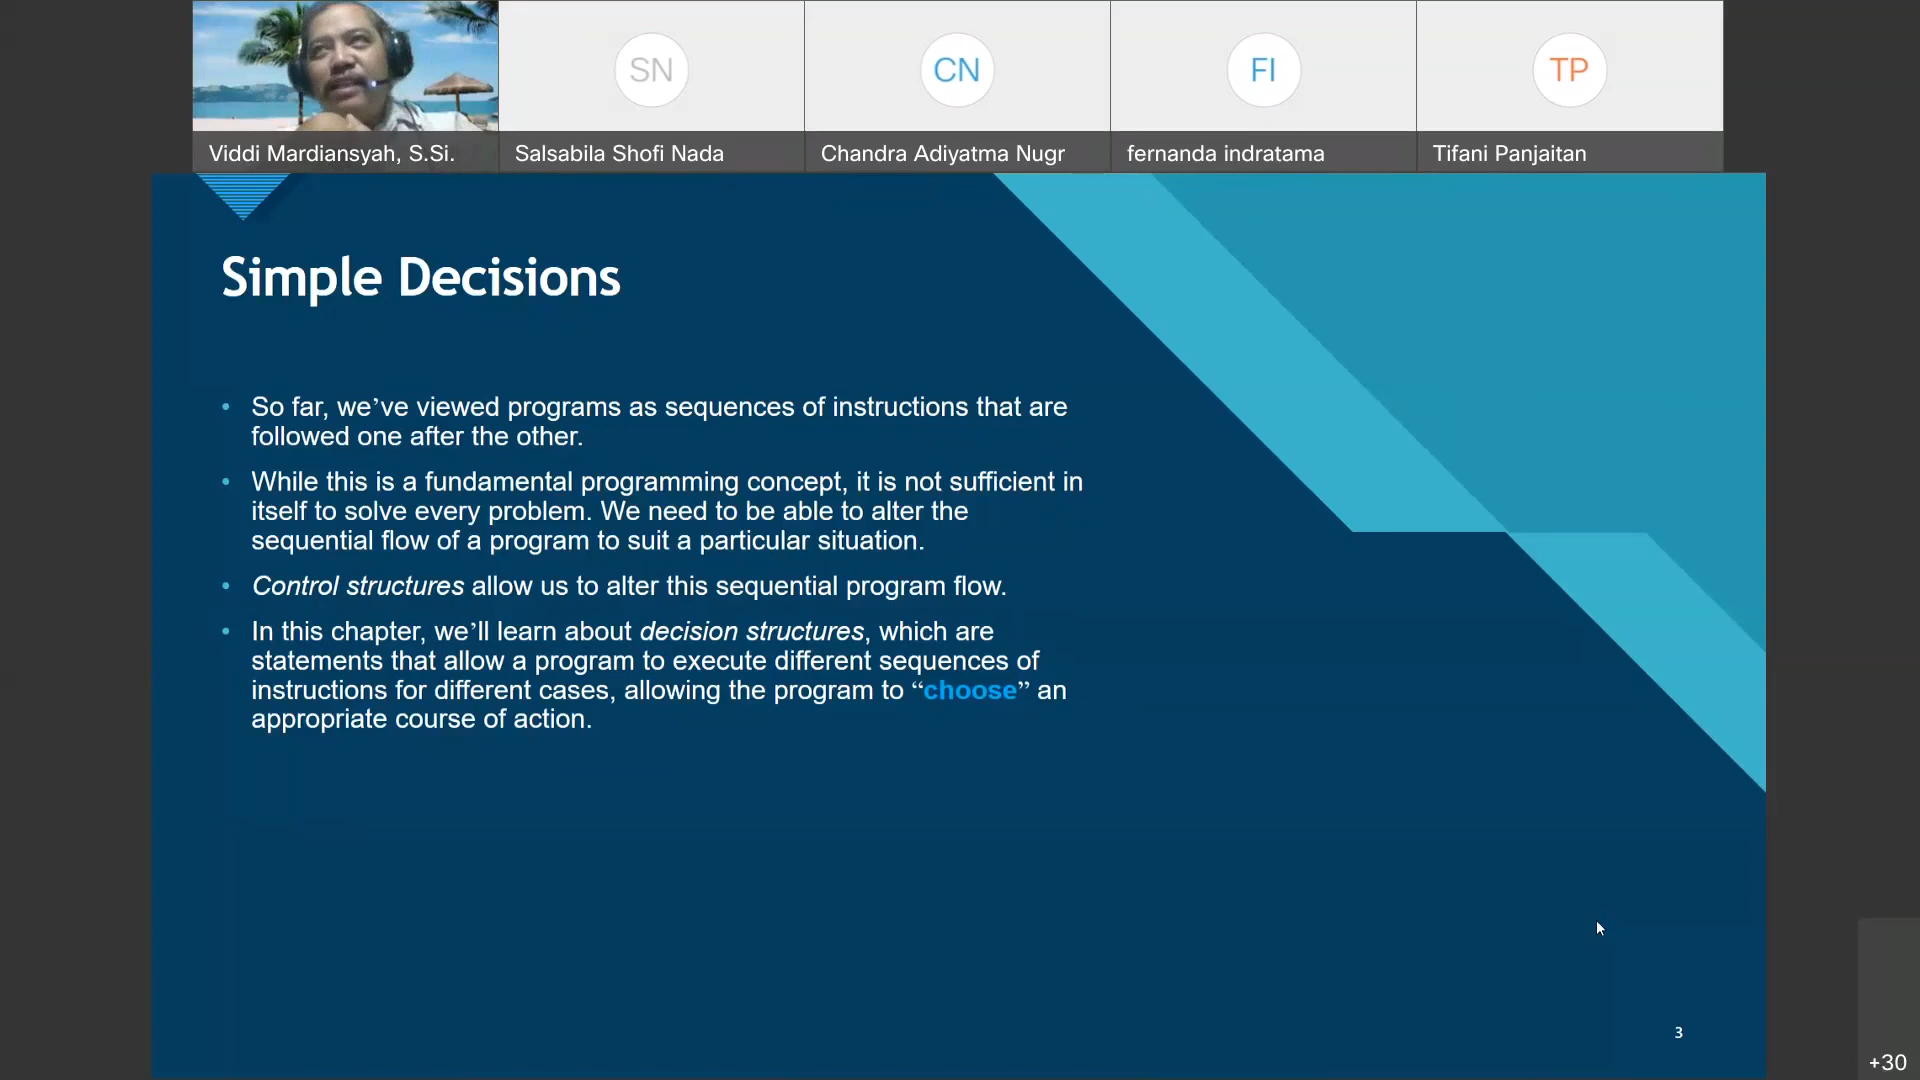 SN
CN
FI
TP
Viddi Mardiansyah, S.Si.
Salsabila Shofi Nada
Chandra Adiyatma Nugr
fernanda indratama
Tifani Panjaitan
Simple Decisions
• So far, we’ve viewed programs as sequences of instructions that are
followed one after the other.
• While this is a fundamental programming concept, it is not sufficient in
itself to solve every problem. We need to be able to alter the
sequential flow of a program to suit a particular situation.
• Control structures allow us to alter this sequential program flow.
• In this chapter, we’ll learn about decision structures, which are
statements that allow a program to execute different sequences of
instructions for different cases, allowing the program to “choose” an
appropriate course of action.
3
+30